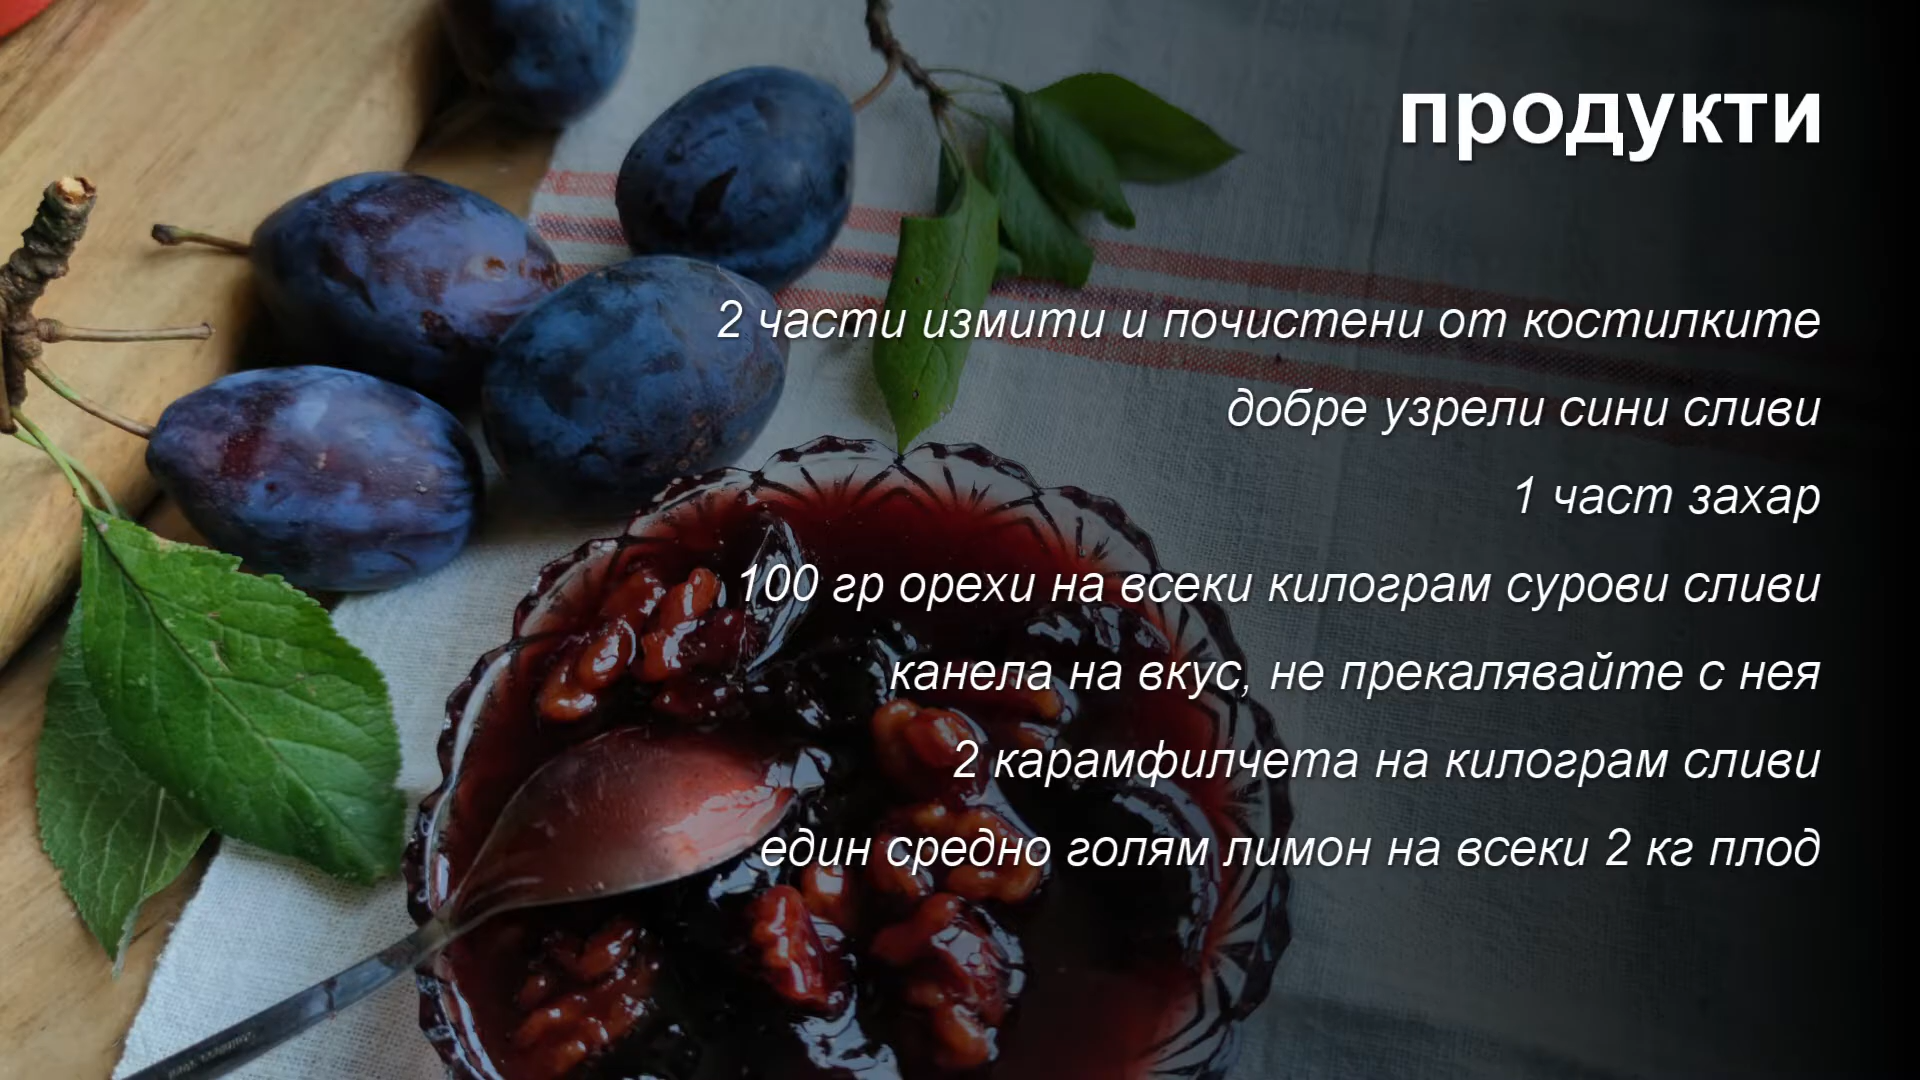 продукти
2 части измити и почистени от костилките
добре узрели сини сливи
1 част захар
100 гр орехи на всеки килограм сурови сливи
канела на вкус, не прекалявайте с нея
2 карамфилчета на килограм сливи
един средно голям лимон на всеки 2 кг плод